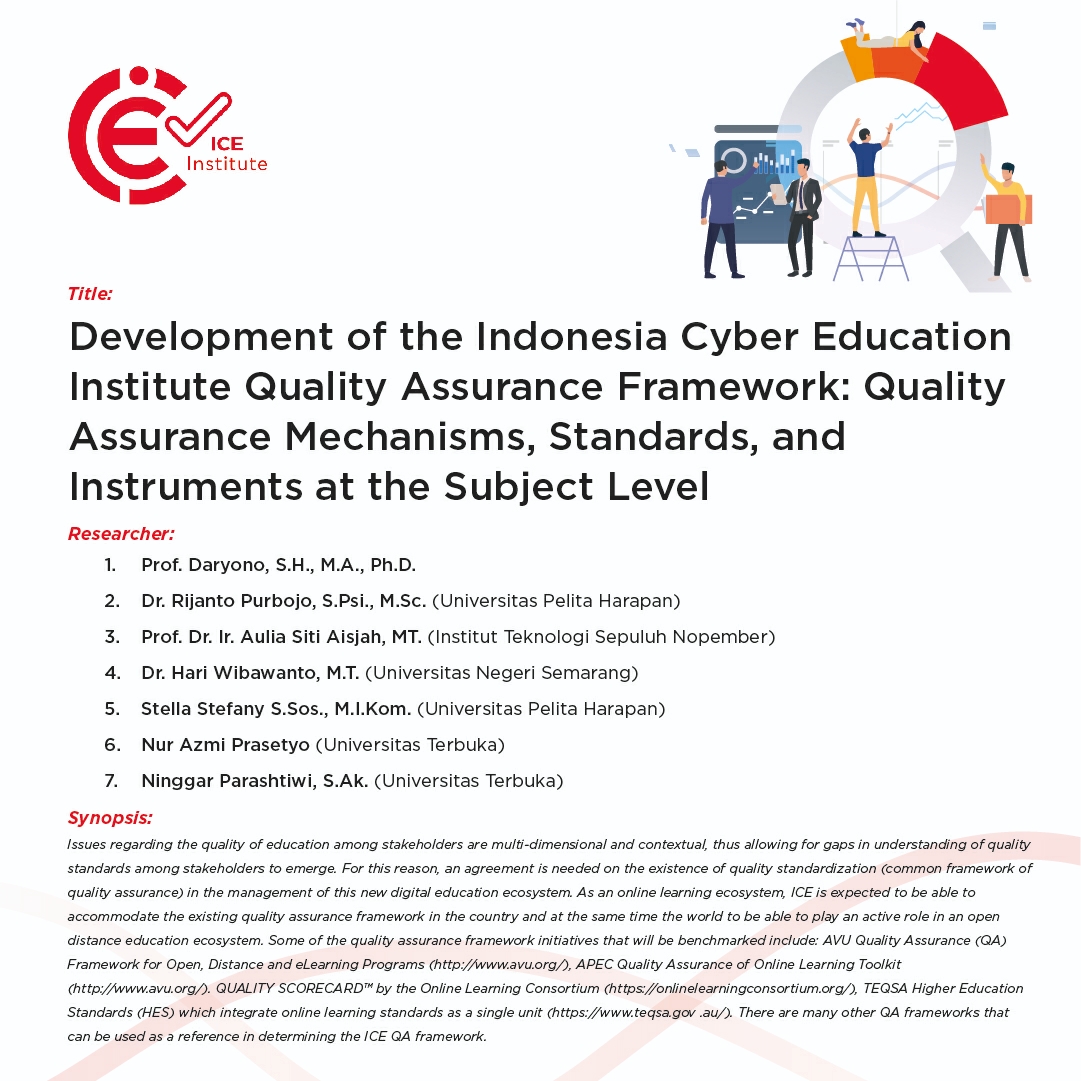 ICE
Institute
Title:
Development of the Indonesia Cyber Education
Institute Quality Assurance Framework: Quality
Assurance Mechanisms, Standards, and
Instruments at the Subject Level
Researcher:
1. Prof. Daryono, S.H., M.A., Ph.D.
2. Dr. Rijanto Purbojo, S.Psi., M.Sc. (Universitas Pelita Harapan)
3. Prof. Dr. Ir. Aulia Siti Aisjah, MT. (Institut Teknologi Sepuluh Nopember)
4. Dr. Hari Wibawanto, M.T. (Universitas Negeri Semarang)
5. Stella Stefany S.Sos., M.I.Kom. (Universitas Pelita Harapan)
6. Nur Azmi Prasetyo (Universitas Terbuka)
7. Ninggar Parashtiwi, S.Ak. (Universitas Terbuka)
Synopsis:
Issues regarding the quality of education among stakeholders are multi-dimensional and contextual, thus allowing for gaps in understanding of quality
standards among stakeholders to emerge. For this reason, an agreement is needed on the existence of quality standardization (common framework of
quality assurance) in the management of this new digital education ecosystem. As an online learning ecosystem, ICE is expected to be able to
accommodate the existing quality assurance framework in the country and at the same time the world to be able to play an active role in an open
distance education ecosystem. Some of the quality assurance framework initiatives that will be benchmarked include: AVU Quality Assurance (QA)
Framework for Open, Distance and eLearning Programs (http://www.avu.org/), APEC Quality Assurance of Online Learning Toolkit
(http://www.avu.org/). QUALITY SCORECARD™ by the Online Learning Consortium (https://onlinelearningconsortium.org/), TEQSA Higher Education
Standards (HES) which integrate online learning standards as a single unit (https://www.teqsa.gov .au/). There are many other QA frameworks that
can be used as a reference in determining the ICE QA framework.